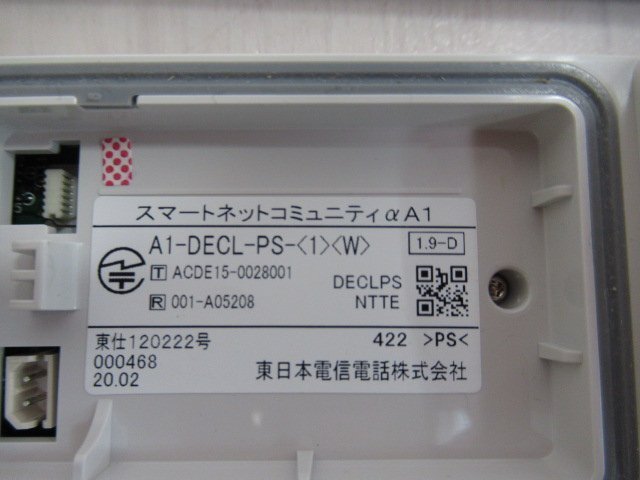 スマートネットコミュニティαA1
A1-DECL-PS-<1><W>
1.9-D
T ACDE15-0028001
R 001-A05208
DECLPS
NTTE
東仕120222号
422 >PS<
000468
20.02
東日本電信電話株式会社